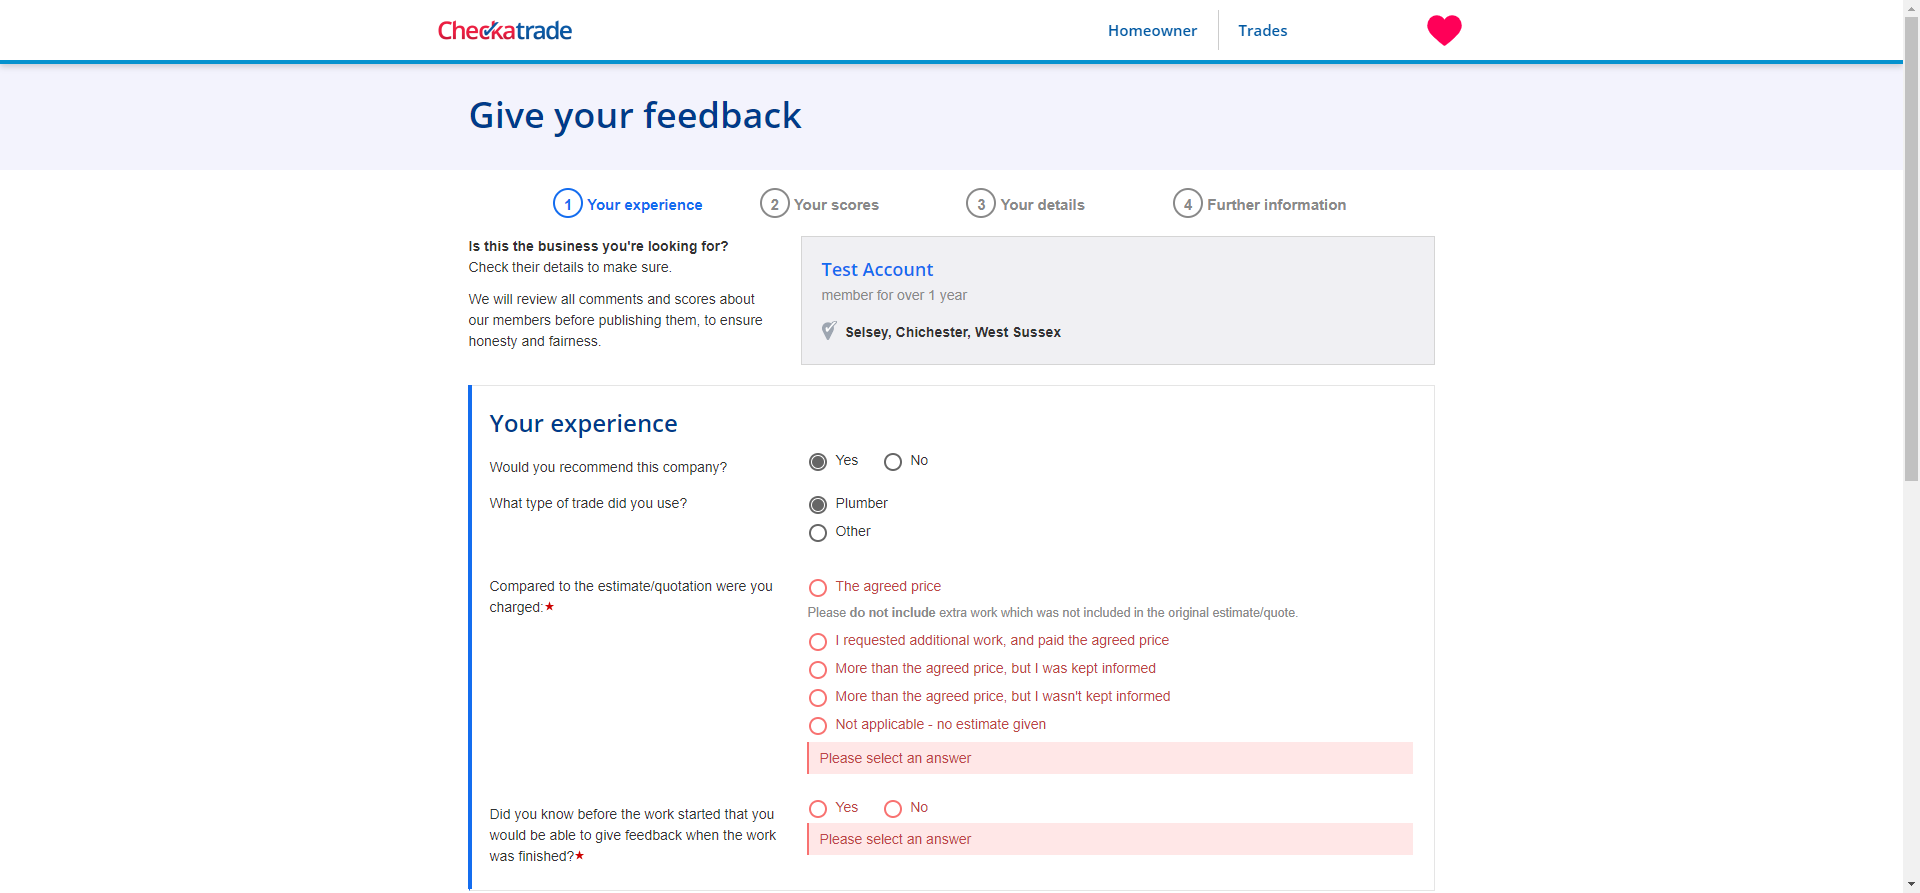 Checkatrade
Homeowner
Trades
Give your feedback
1 Your experience
2 Your scores
3 Your details
4 Further information
Is this the business you're looking for?
Check their details to make sure.
We will review all comments and scores about
our members before publishing them, to ensure
honesty and fairness.
Test Account
member for over 1 year
Selsey, Chichester, West Sussex
Your experience
Would you recommend this company?
Yes
No
What type of trade did you use?
Plumber
Other
Compared to the estimate/quotation were you
charged:★
The agreed price
Please do not include extra work which was not included in the original estimate/quote.
I requested additional work, and paid the agreed price
More than the agreed price, but I was kept informed
More than the agreed price, but I wasn't kept informed
Not applicable - no estimate given
Please select an answer
Did you know before the work started that you
would be able to give feedback when the work
was finished?★
Yes
No
Please select an answer